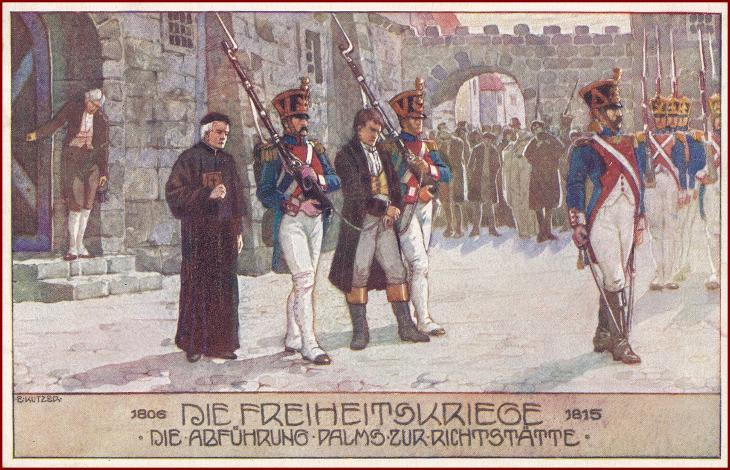 E·KUTZER·
1806 DIE FREIHEITSKRIEGE 1815
· DIE · ABFÜHRUNG · PALMS · ZUR · RICHTSTÄTTE ·